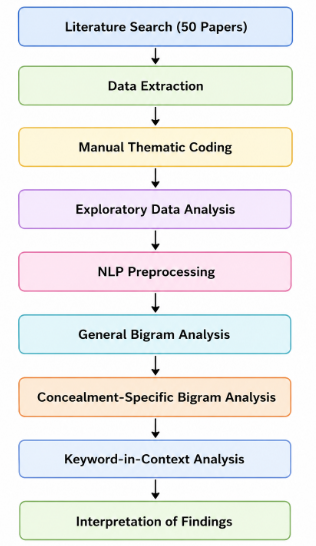 Literature Search (50 Papers)
Data Extraction
Manual Thematic Coding
Exploratory Data Analysis
NLP Preprocessing
General Bigram Analysis
Concealment-Specific Bigram Analysis
Keyword-in-Context Analysis
Interpretation of Findings